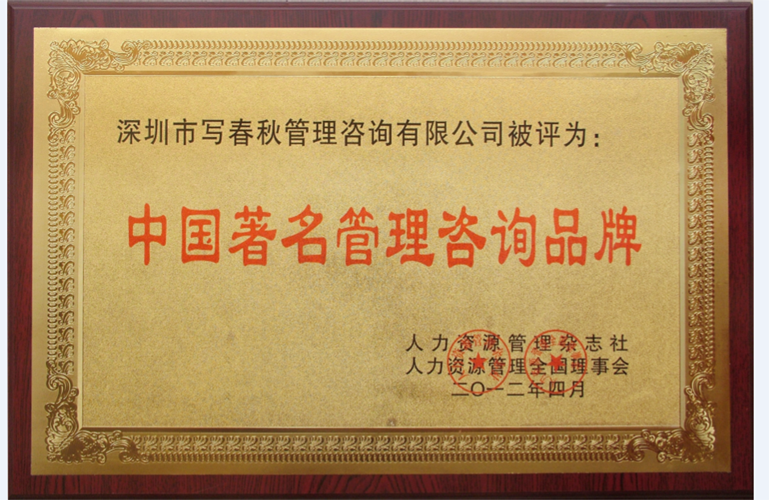 深圳市写春秋管理咨询有限公司被评为：
中国著名管理咨询品牌
人力资源管理杂志社
人力资源管理全国理事会
二〇一二年四月